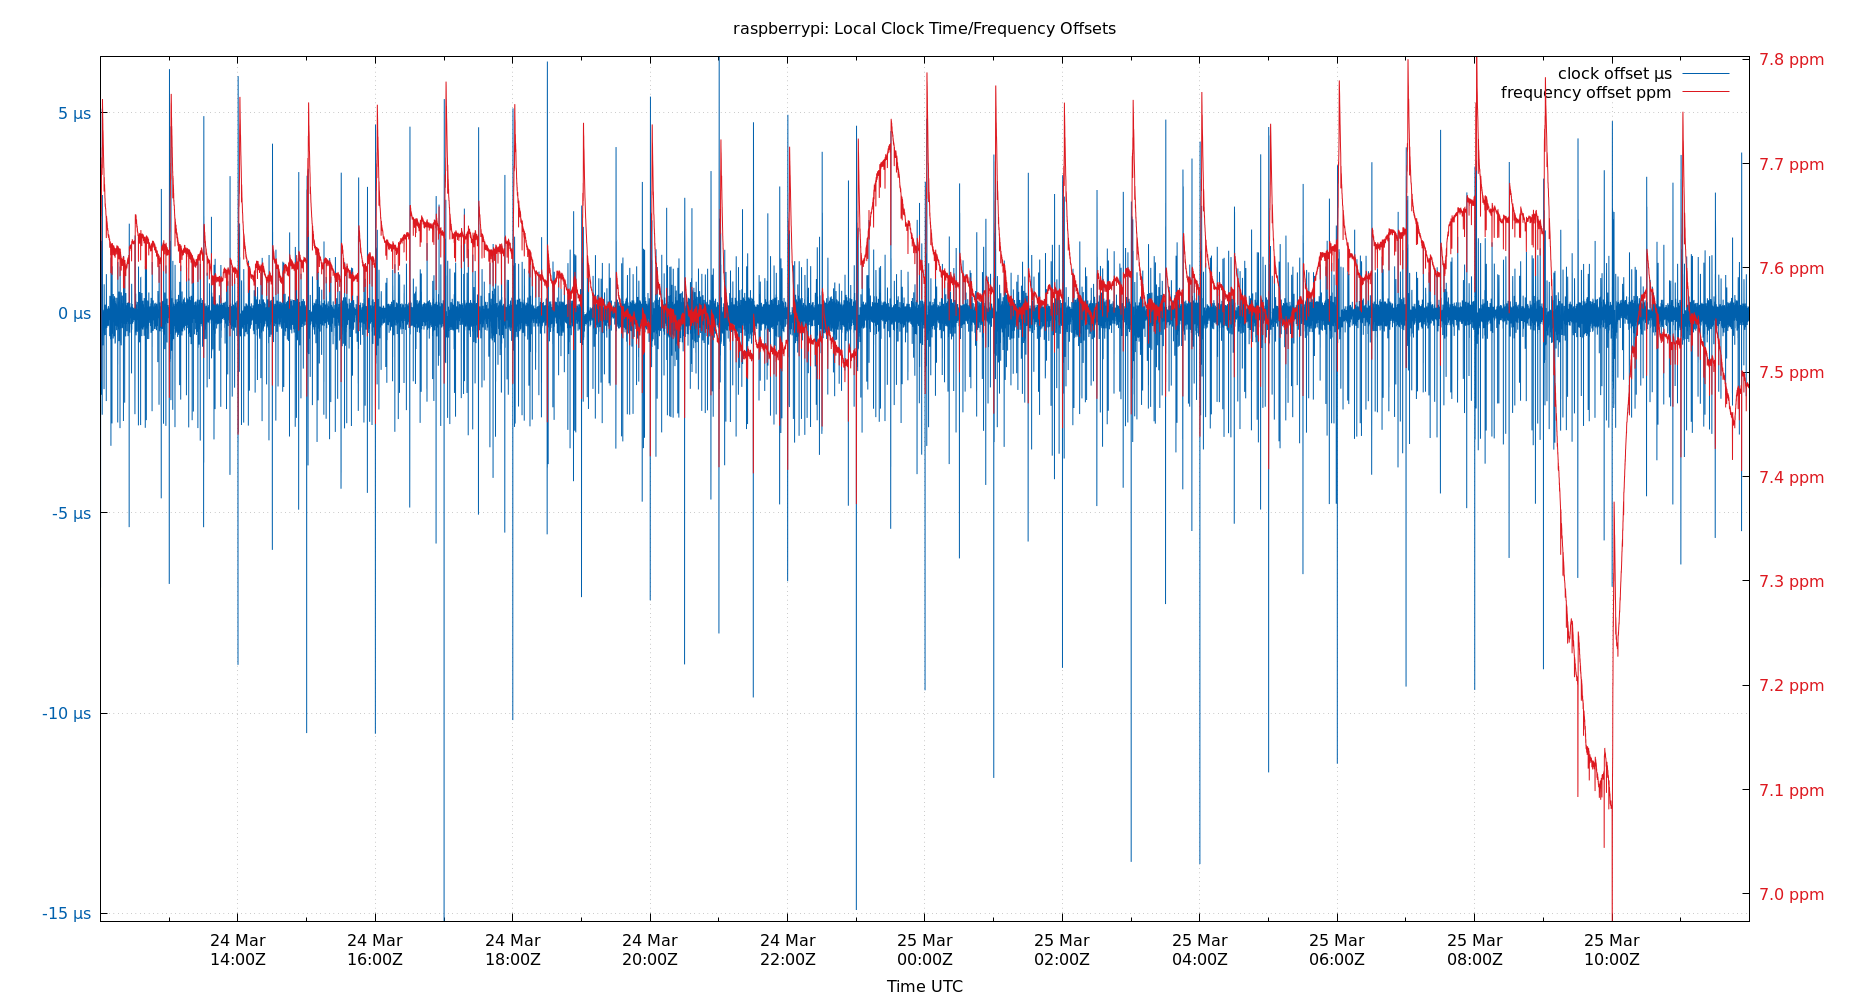 raspberrypi: Local Clock Time/Frequency Offsets
clock offset µs
frequency offset ppm
5 µs
0 µs
-5 µs
-10 µs
-15 µs
7.8 ppm
7.7 ppm
7.6 ppm
7.5 ppm
7.4 ppm
7.3 ppm
7.2 ppm
7.1 ppm
7.0 ppm
24 Mar
14:00Z
24 Mar
16:00Z
24 Mar
18:00Z
24 Mar
20:00Z
24 Mar
22:00Z
25 Mar
00:00Z
25 Mar
02:00Z
25 Mar
04:00Z
25 Mar
06:00Z
25 Mar
08:00Z
25 Mar
10:00Z
Time UTC